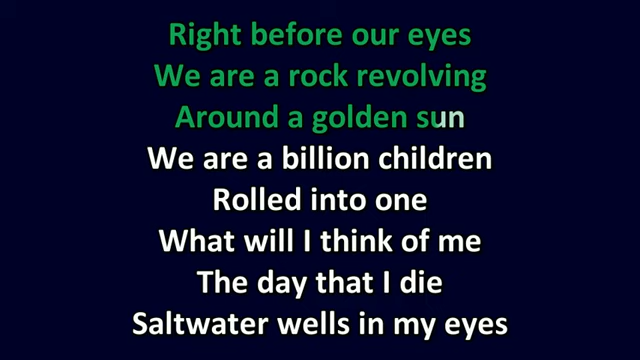 Right before our eyes
We are a rock revolving
Around a golden sun
We are a billion children
Rolled into one
What will I think of me
The day that I die
Saltwater wells in my eyes